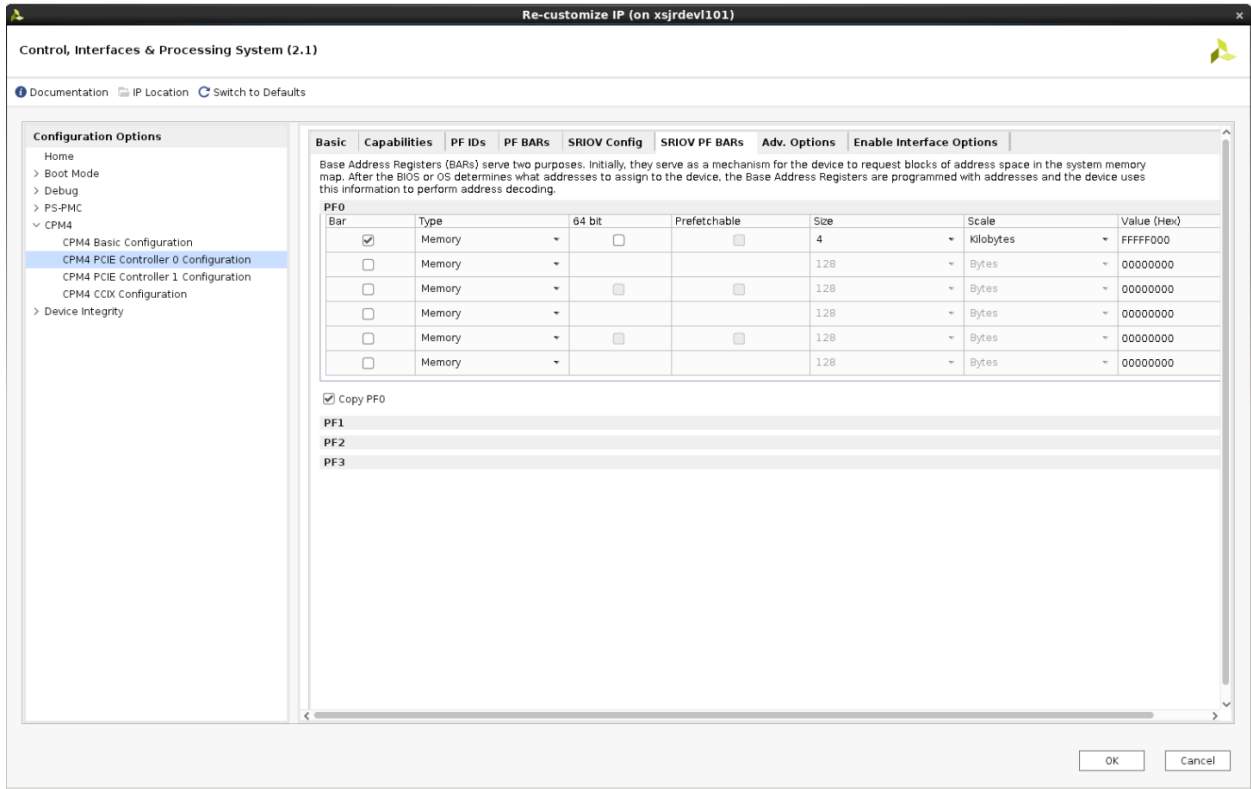 Re-customize IP (on xsjrdevl101)
Control, Interfaces & Processing System (2.1)
Documentation IP Location Switch to Defaults
Configuration Options
Home
Boot Mode
Debug
PS-PMC
CPM4
CPM4 Basic Configuration
CPM4 PCIE Controller 0 Configuration
CPM4 PCIE Controller 1 Configuration
CPM4 CCIX Configuration
Device Integrity
Basic Capabilities PF IDs PF BARs SRIOV Config SRIOV PF BARs Adv. Options Enable Interface Options
Base Address Registers (BARs) serve two purposes. Initially, they serve as a mechanism for the device to request blocks of address space in the system memory
map. After the BIOS or OS determines what addresses to assign to the device, the Base Address Registers are programmed with addresses and the device uses
this information to perform address decoding.
PF0
Bar Type 64 bit Prefetchable Size Scale Value (Hex)
Memory 4 Kilobytes FFFFF000
Memory 128 Bytes 00000000
Memory 128 Bytes 00000000
Memory 128 Bytes 00000000
Memory 128 Bytes 00000000
Memory 128 Bytes 00000000
Copy PF0
PF1
PF2
PF3
OK Cancel